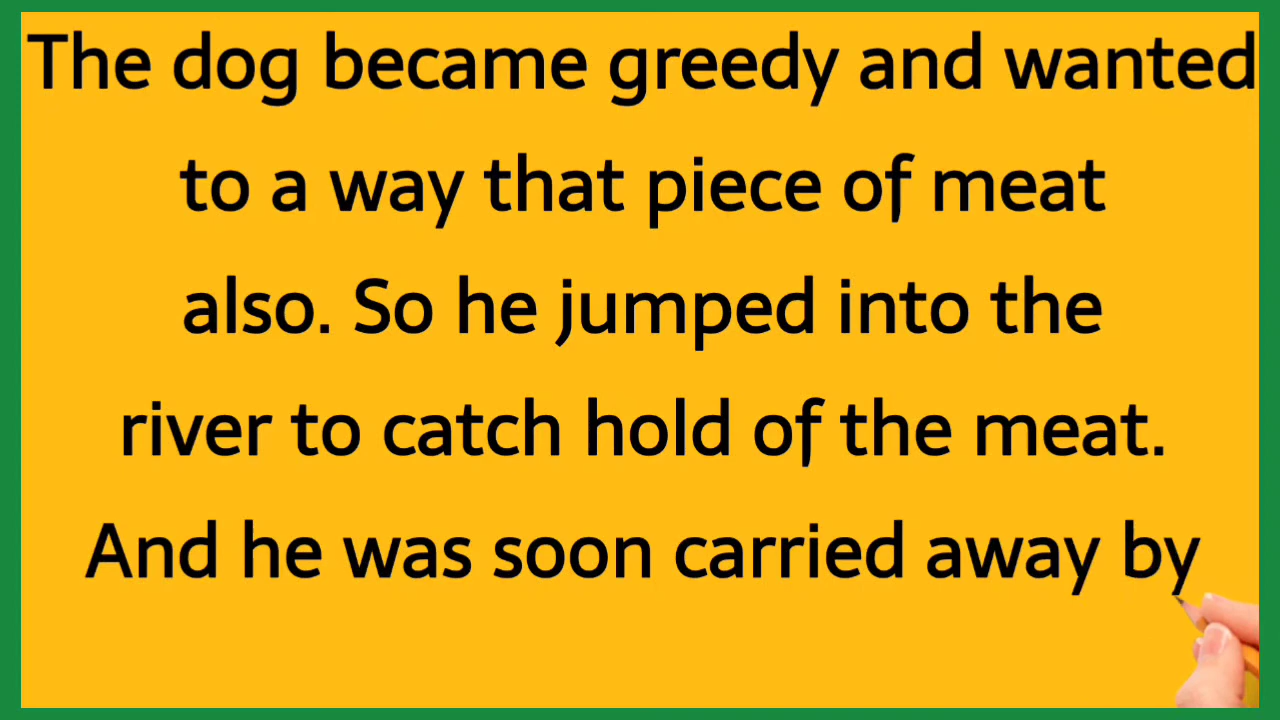 The dog became greedy and wanted
to a way that piece of meat
also. So he jumped into the
river to catch hold of the meat.
And he was soon carried away by